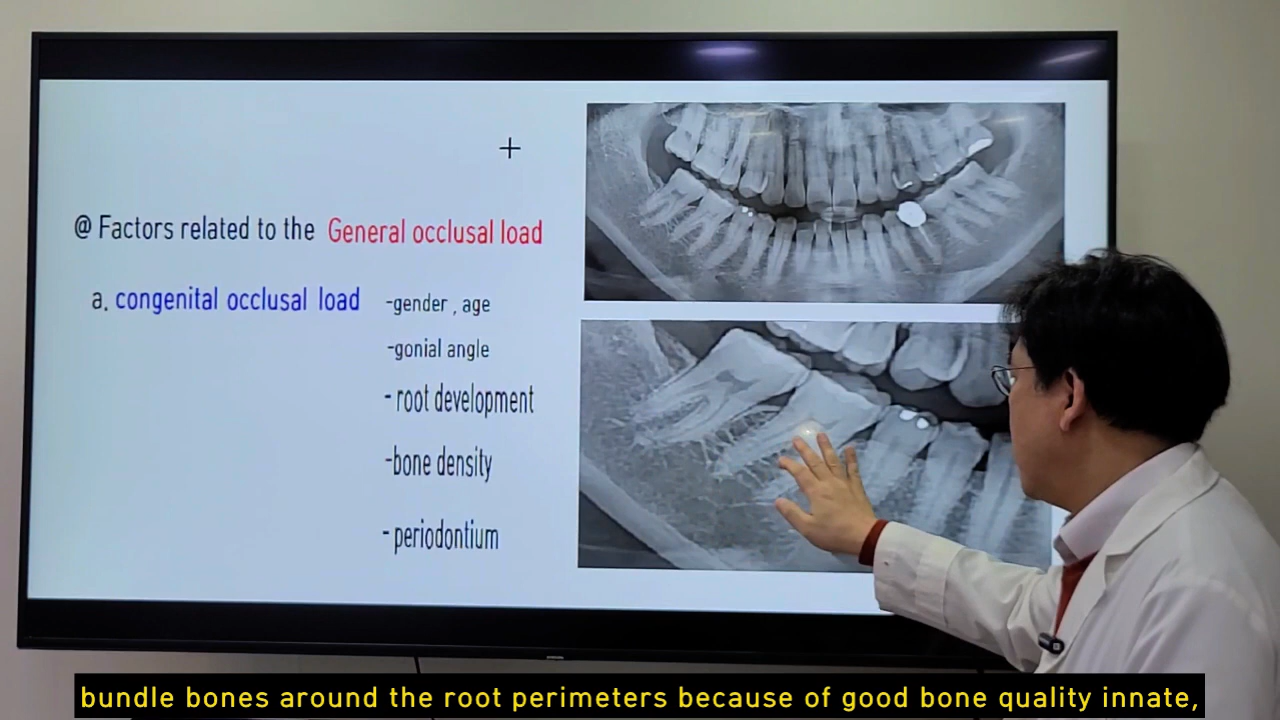 @ Factors related to the General occlusal load
a. congenital occlusal load -gender , age
-gonial angle
- root development
-bone density
- periodontium
bundle bones around the root perimeters because of good bone quality innate,